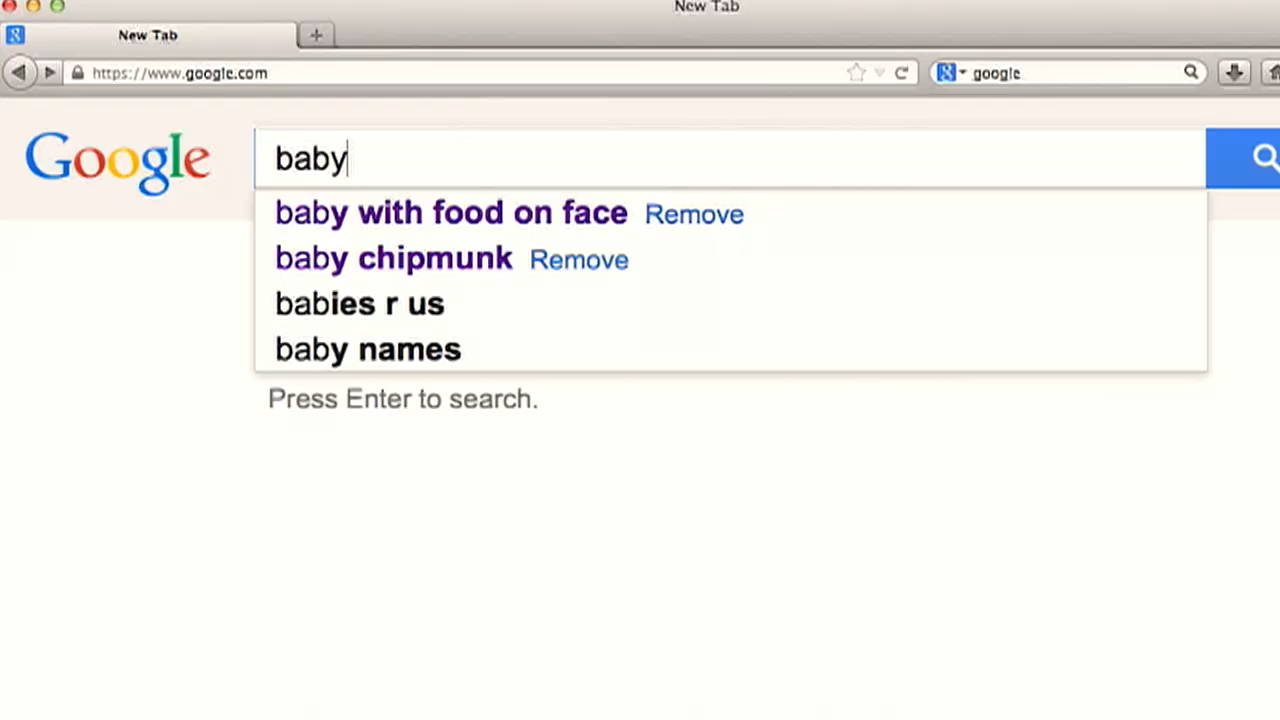 New Tab
New Tab
https://www.google.com
google
Google
baby
baby with food on face Remove
baby chipmunk Remove
babies r us
baby names
Press Enter to search.